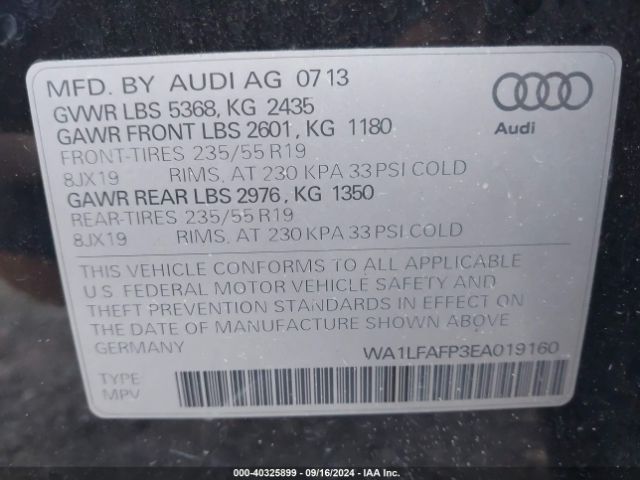 MFD. BY AUDI AG 07 13
GVWR LBS 5368, KG 2435
GAWR FRONT LBS 2601, KG 1180
FRONT-TIRES 235/55 R19
8JX19 RIMS, AT 230 KPA 33 PSI COLD
GAWR REAR LBS 2976, KG 1350
REAR-TIRES 235/55 R19
8JX19 RIMS, AT 230 KPA 33 PSI COLD
Audi
THIS VEHICLE CONFORMS TO ALL APPLICABLE
U.S. FEDERAL MOTOR VEHICLE SAFETY AND
THEFT PREVENTION STANDARDS IN EFFECT ON
THE DATE OF MANUFACTURE SHOWN ABOVE
GERMANY WA1LFAFP3EA019160
TYPE
MPV
000-40325899 - 09/16/2024 - IAA Inc.